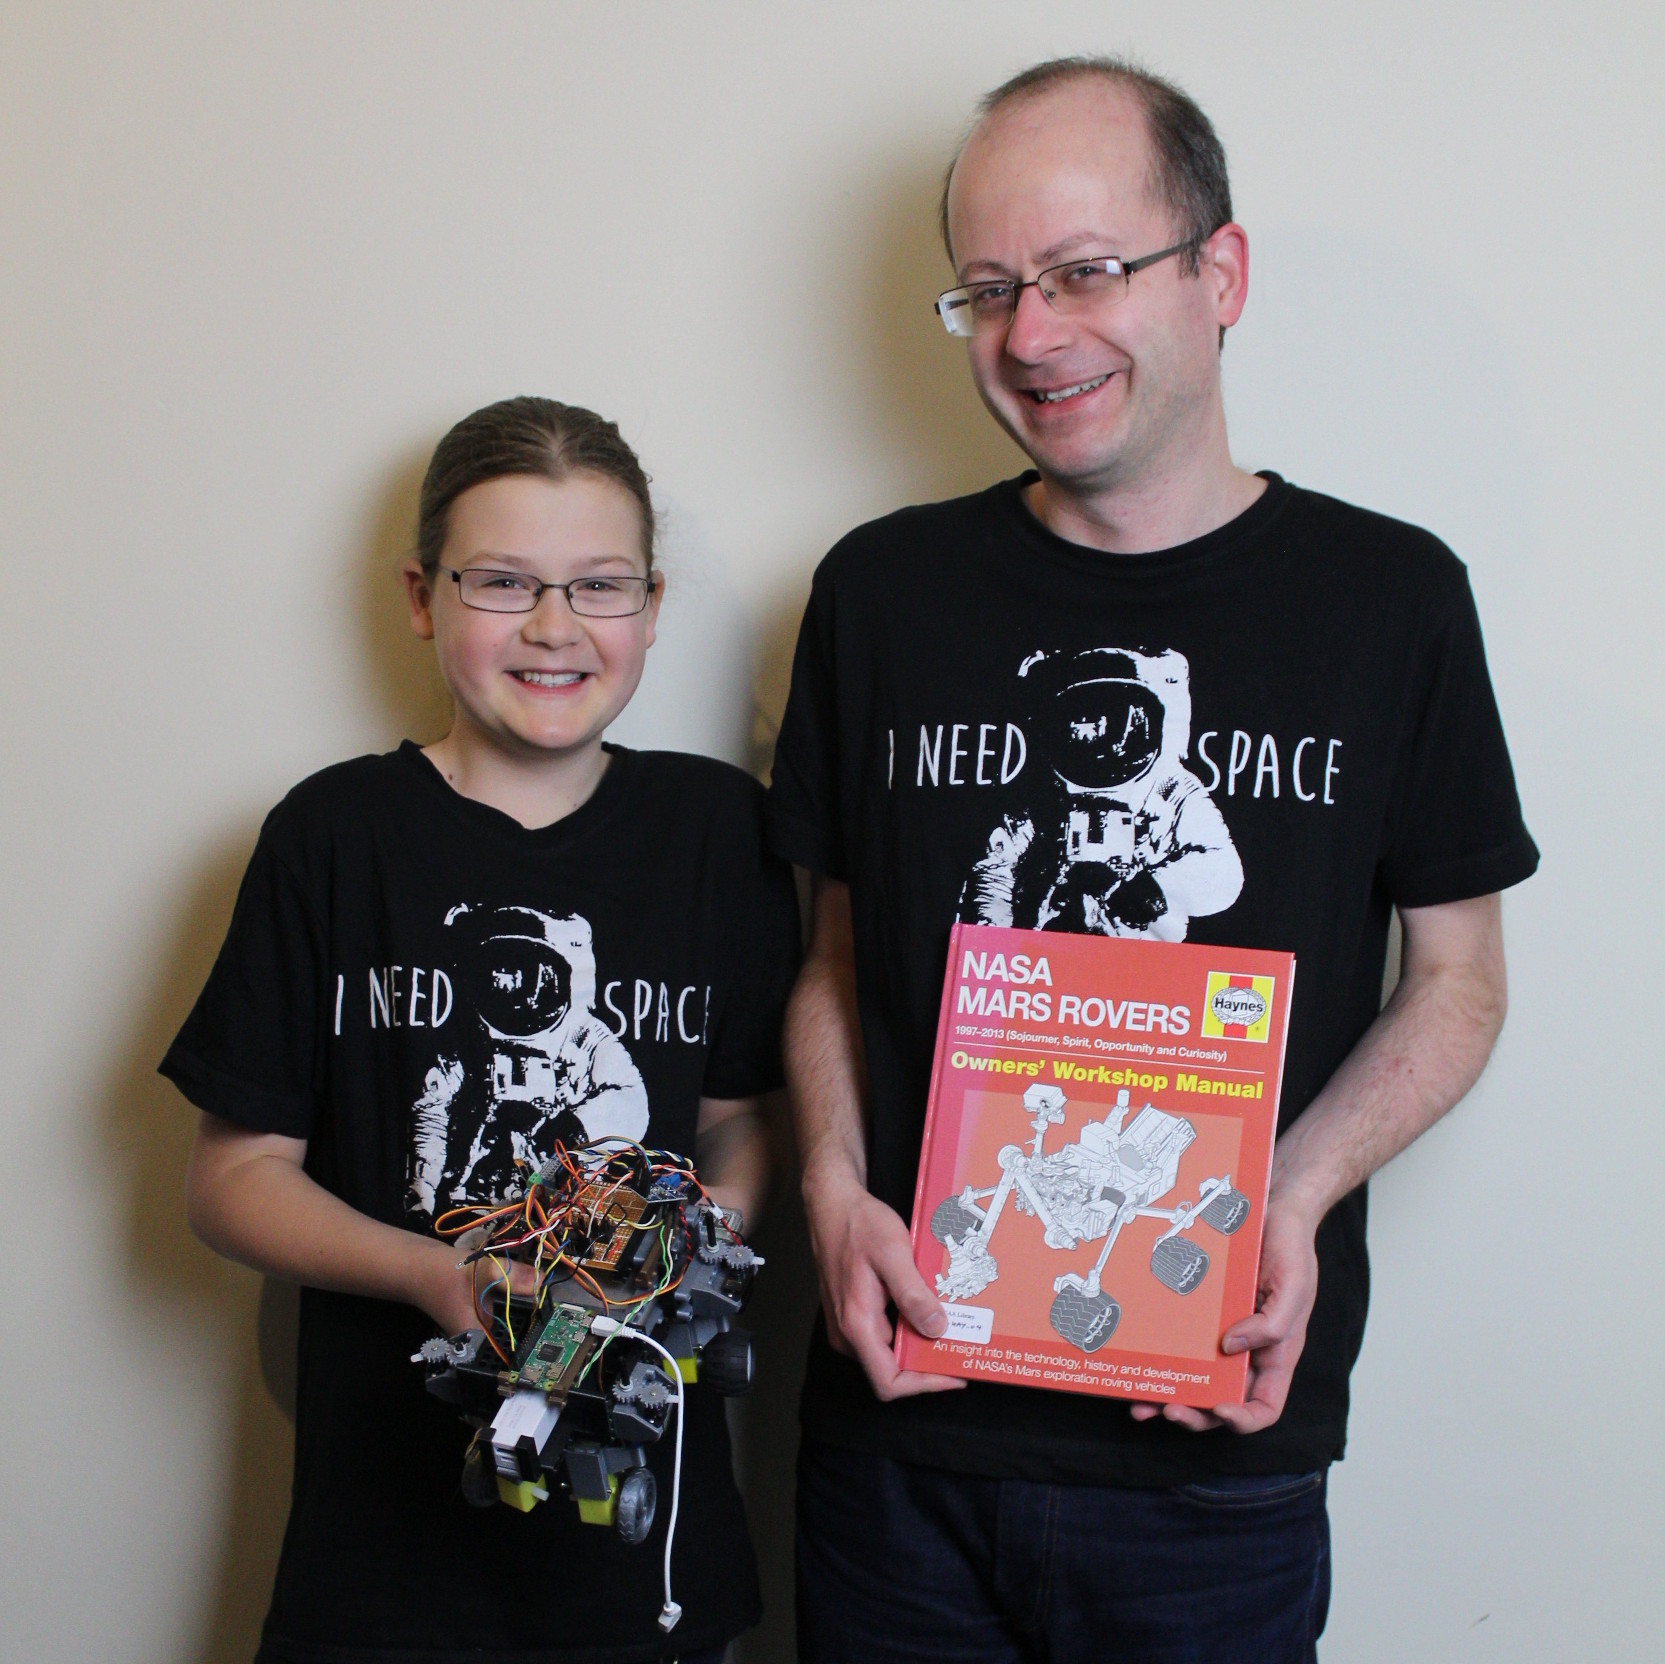 I NEED SPACE
I NEED SPACE
NASA
MARS ROVERS
Haynes
1997–2013 (Sojourner, Spirit, Opportunity and Curiosity)
Owners' Workshop Manual
Library
An insight into the technology, history and development
of NASA's Mars exploration roving vehicles